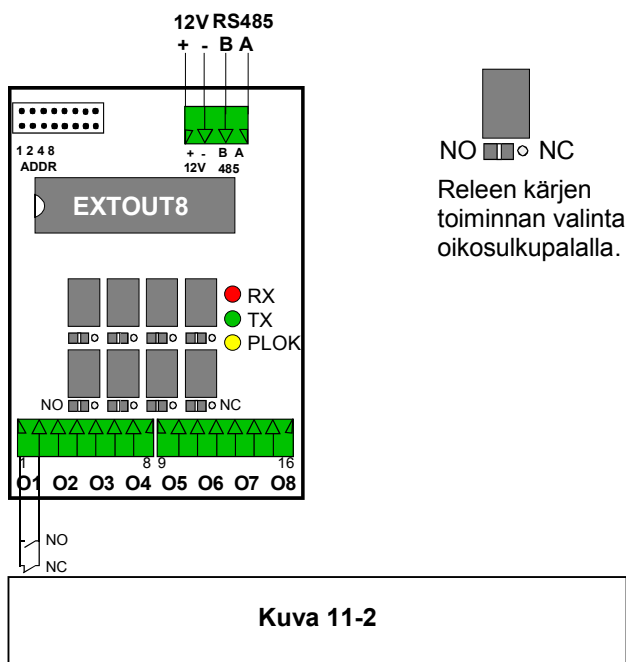 12V RS485
+ - B A
1 2 4 8
ADDR
+ - B A
12V 485
EXTOUT8
RX
TX
PLOK
NO NC
1 8 9 16
O1 O2 O3 O4 O5 O6 O7 O8
NO
NC
NO NC
Releen kärjen
toiminnan valinta
oikosulkupalalla.
Kuva 11-2